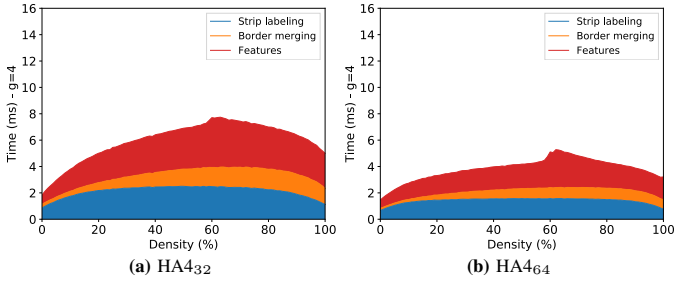 16
14
12
10
8
6
4
2
0
Time (ms) - g=4
Strip labeling
Border merging
Features
0 20 40 60 80 100
Density (%)
(a) HA4₃₂
16
14
12
10
8
6
4
2
0
Time (ms) - g=4
Strip labeling
Border merging
Features
0 20 40 60 80 100
Density (%)
(b) HA4₆₄